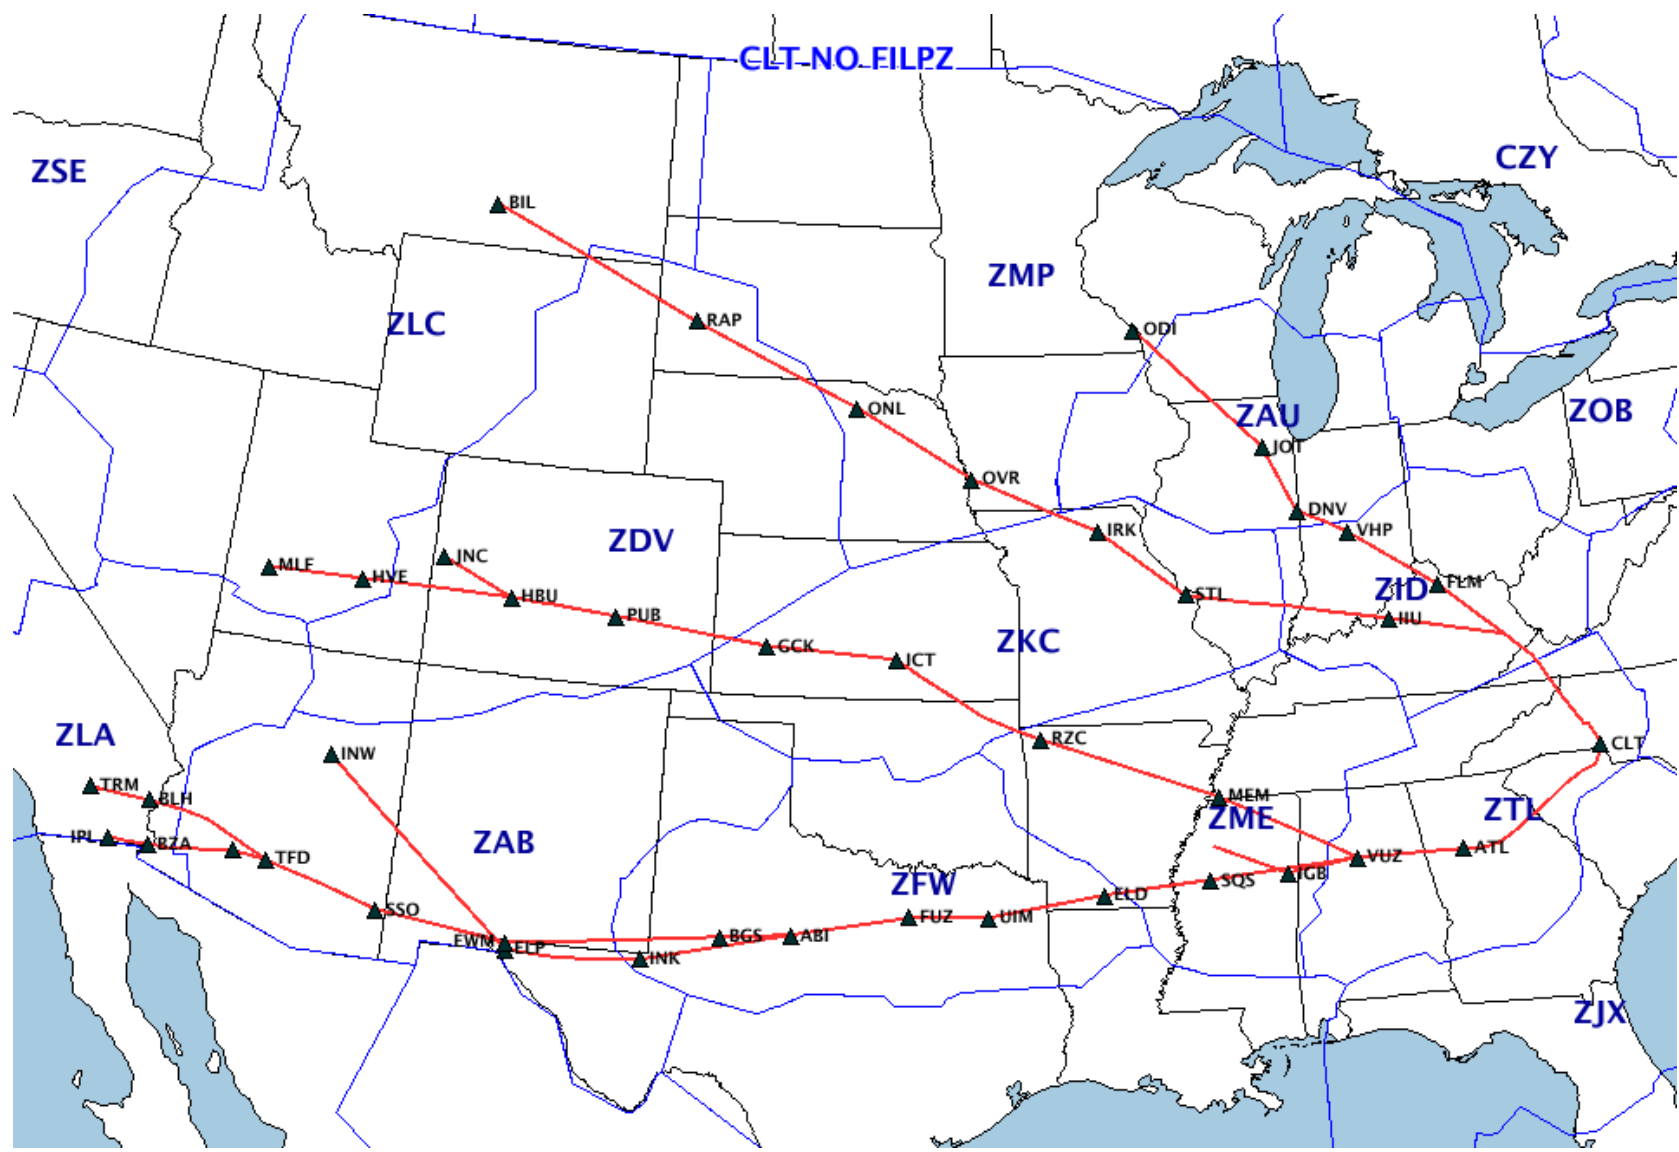 CLT NO FILPZ
CZY
ZSE
BIL
ZMP
ZLC
RAP
ODI
ONL
ZAU
ZOB
JOT
OVR
DNV
IRK
VHP
ZDV
JNC
MLF
HVE
HBU
PUB
STL
ZID
FLM
IIU
GCK
ICT
ZKC
ZLA
INW
RZC
CLT
TRM
BLH
MEM
ZME
ZTL
IPL
BZA
ZAB
TFD
VUZ
ATL
IGB
SQS
ZFW
ELD
SSO
FUZ
UIM
EWM
ELP
BGS
ABI
INK
ZJX